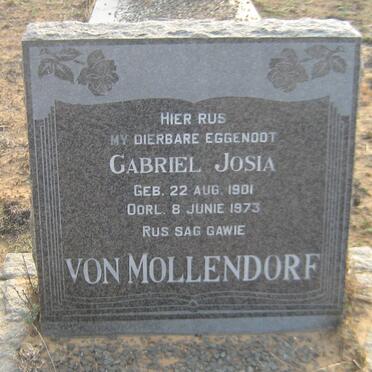 HIER RUS
MY DIERBARE EGGENOOT
GABRIEL JOSIA
GEB. 22 AUG. 1901
OORL. 8 JUNIE 1973
RUS SAG GAWIE
VON MOLLENDORF